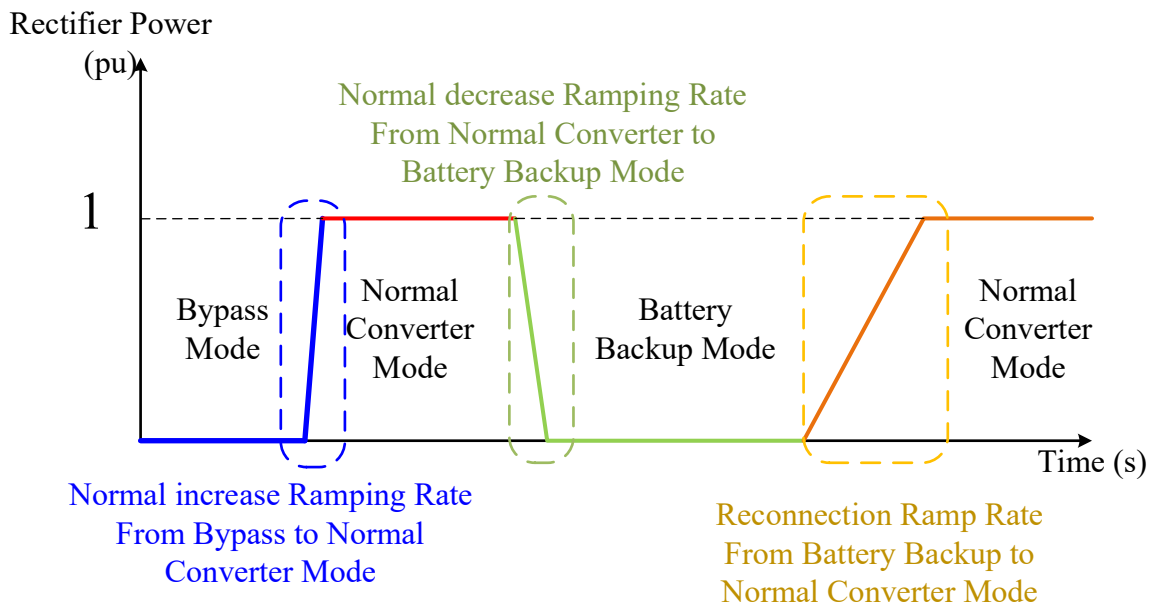 Rectifier Power
(pu)
Normal decrease Ramping Rate
From Normal Converter to
Battery Backup Mode
1
Bypass
Mode
Normal
Converter
Mode
Battery
Backup Mode
Normal
Converter
Mode
Time (s)
Normal increase Ramping Rate
From Bypass to Normal
Converter Mode
Reconnection Ramp Rate
From Battery Backup to
Normal Converter Mode